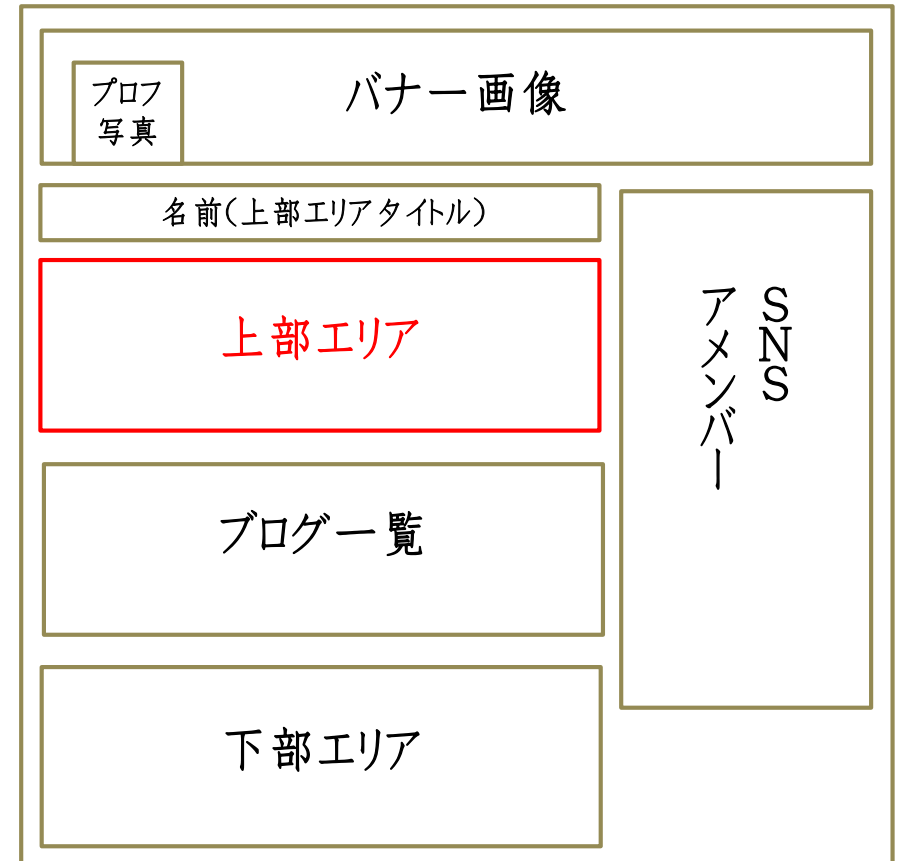 プロフ
写真
バナー画像
名前(上部エリアタイトル)
上部エリア
SNS
アメンバー
ブログ一覧
下部エリア